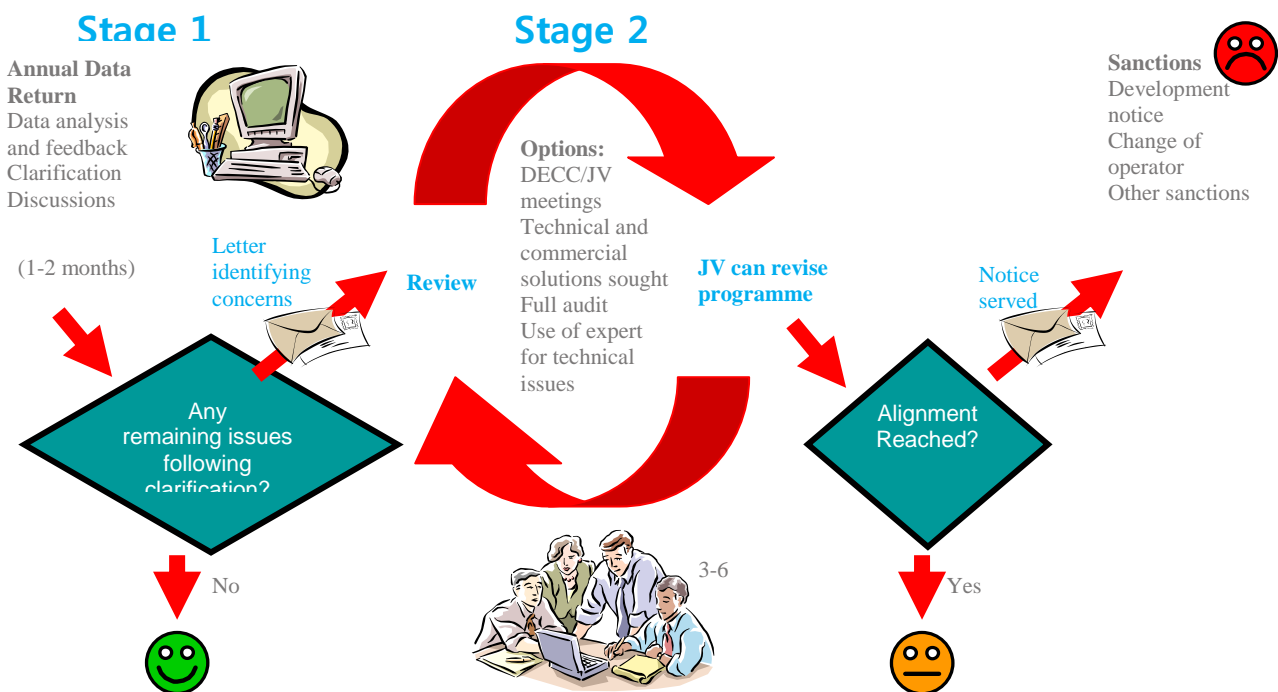 Stage 1
Annual Data
Return
Data analysis
and feedback
Clarification
Discussions
(1-2 months)
Letter
identifying
concerns
Any
remaining issues
following
clarification?
No
Stage 2
Review
Options:
DECC/JV
meetings
Technical and
commercial
solutions sought
Full audit
Use of expert
for technical
issues
3-6
JV can revise
programme
Alignment
Reached?
Yes
Notice
served
Sanctions
Development
notice
Change of
operator
Other sanctions